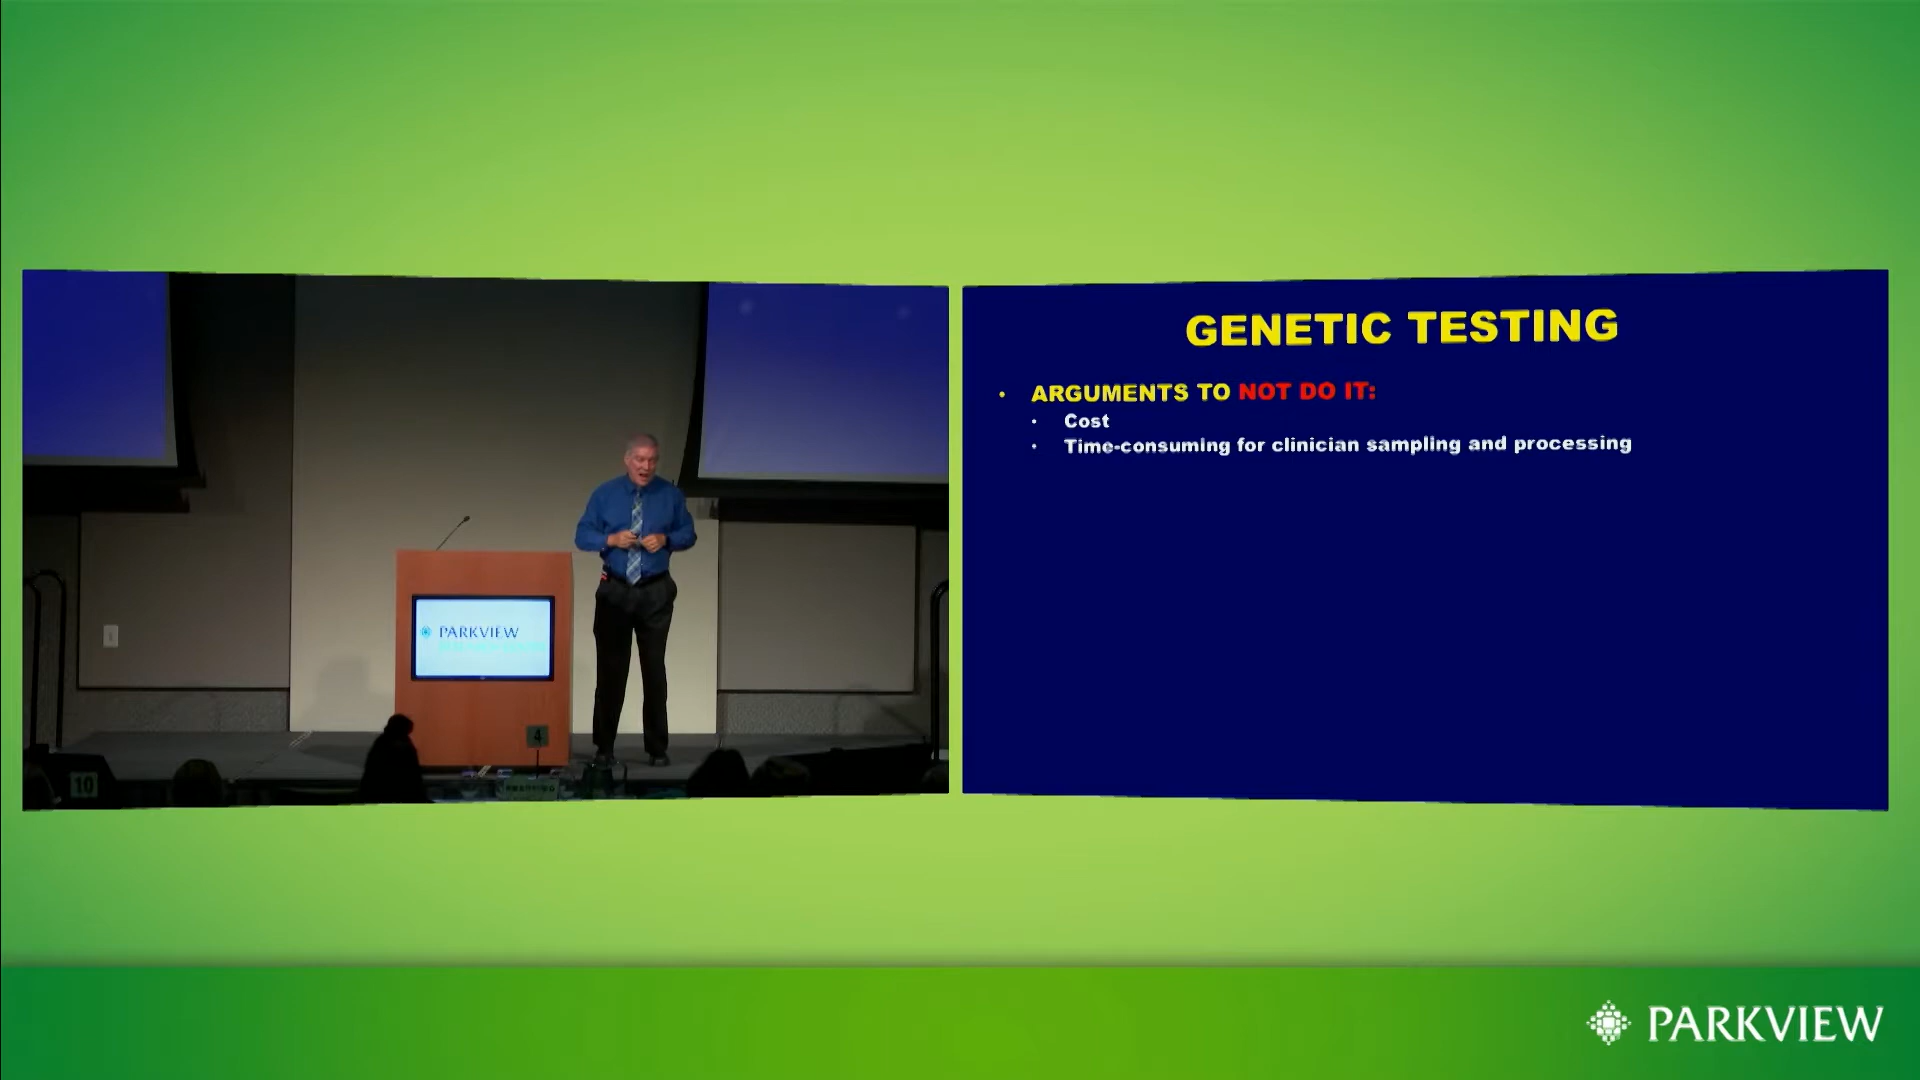 GENETIC TESTING
• ARGUMENTS TO NOT DO IT:
• Cost
• Time-consuming for clinician sampling and processing
PARKVIEW
4
10
PARKVIEW